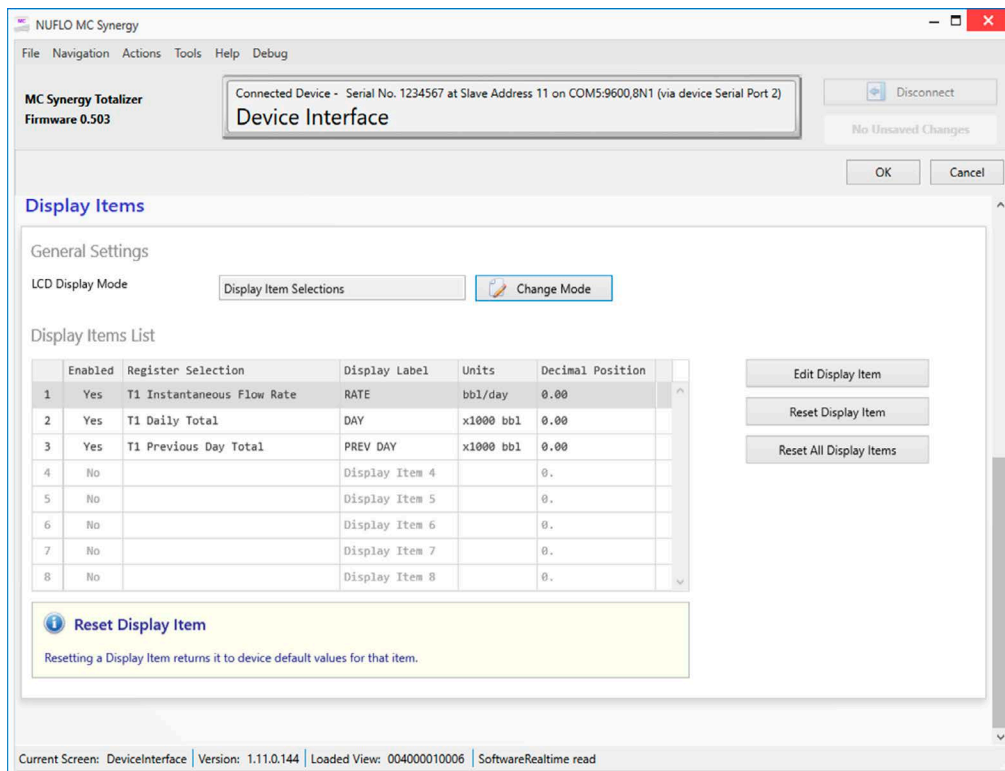 MC
NUFLO MC Synergy
File Navigation Actions Tools Help Debug
MC Synergy Totalizer
Firmware 0.503
Connected Device - Serial No. 1234567 at Slave Address 11 on COM5:9600,8N1 (via device Serial Port 2)
Device Interface
Disconnect
No Unsaved Changes
OK Cancel
Display Items
General Settings
LCD Display Mode Display Item Selections Change Mode
Display Items List
Enabled Register Selection Display Label Units Decimal Position
1 Yes T1 Instantaneous Flow Rate RATE bbl/day 0.00
2 Yes T1 Daily Total DAY x1000 bbl 0.00
3 Yes T1 Previous Day Total PREV DAY x1000 bbl 0.00
4 No Display Item 4 0.
5 No Display Item 5 0.
6 No Display Item 6 0.
7 No Display Item 7 0.
8 No Display Item 8 0.
Edit Display Item
Reset Display Item
Reset All Display Items
Reset Display Item
Resetting a Display Item returns it to device default values for that item.
Current Screen: DeviceInterface Version: 1.11.0.144 Loaded View: 004000010006 SoftwareRealtime read